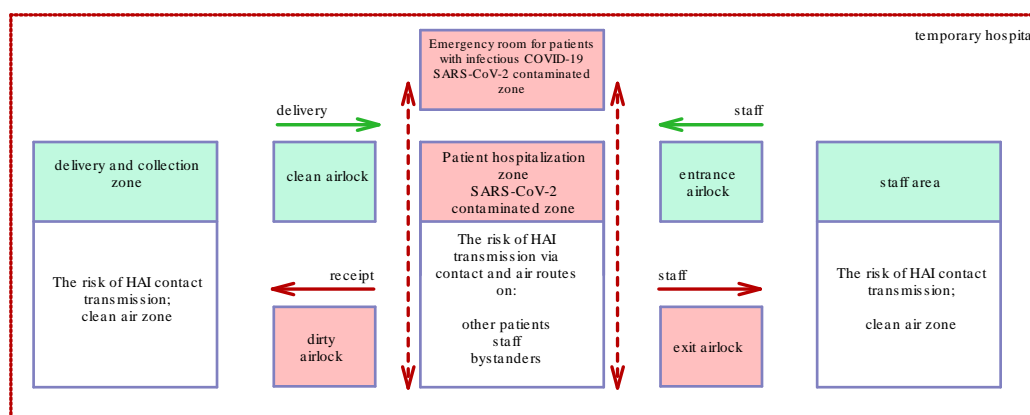 temporary hospital
Emergency room for patients
with infectious COVID-19
SARS-CoV-2 contaminated
zone
delivery
staff
delivery and collection
zone
clean airlock
Patient hospitalization
zone
SARS-CoV-2
contaminated zone
entrance
airlock
staff area
The risk of HAI contact
transmission;
clean air zone
The risk of HAI
transmission via
contact and air routes
on:
other patients
staff
bystanders
The risk of HAI contact
transmission;
clean air zone
receipt
staff
dirty
airlock
exit airlock